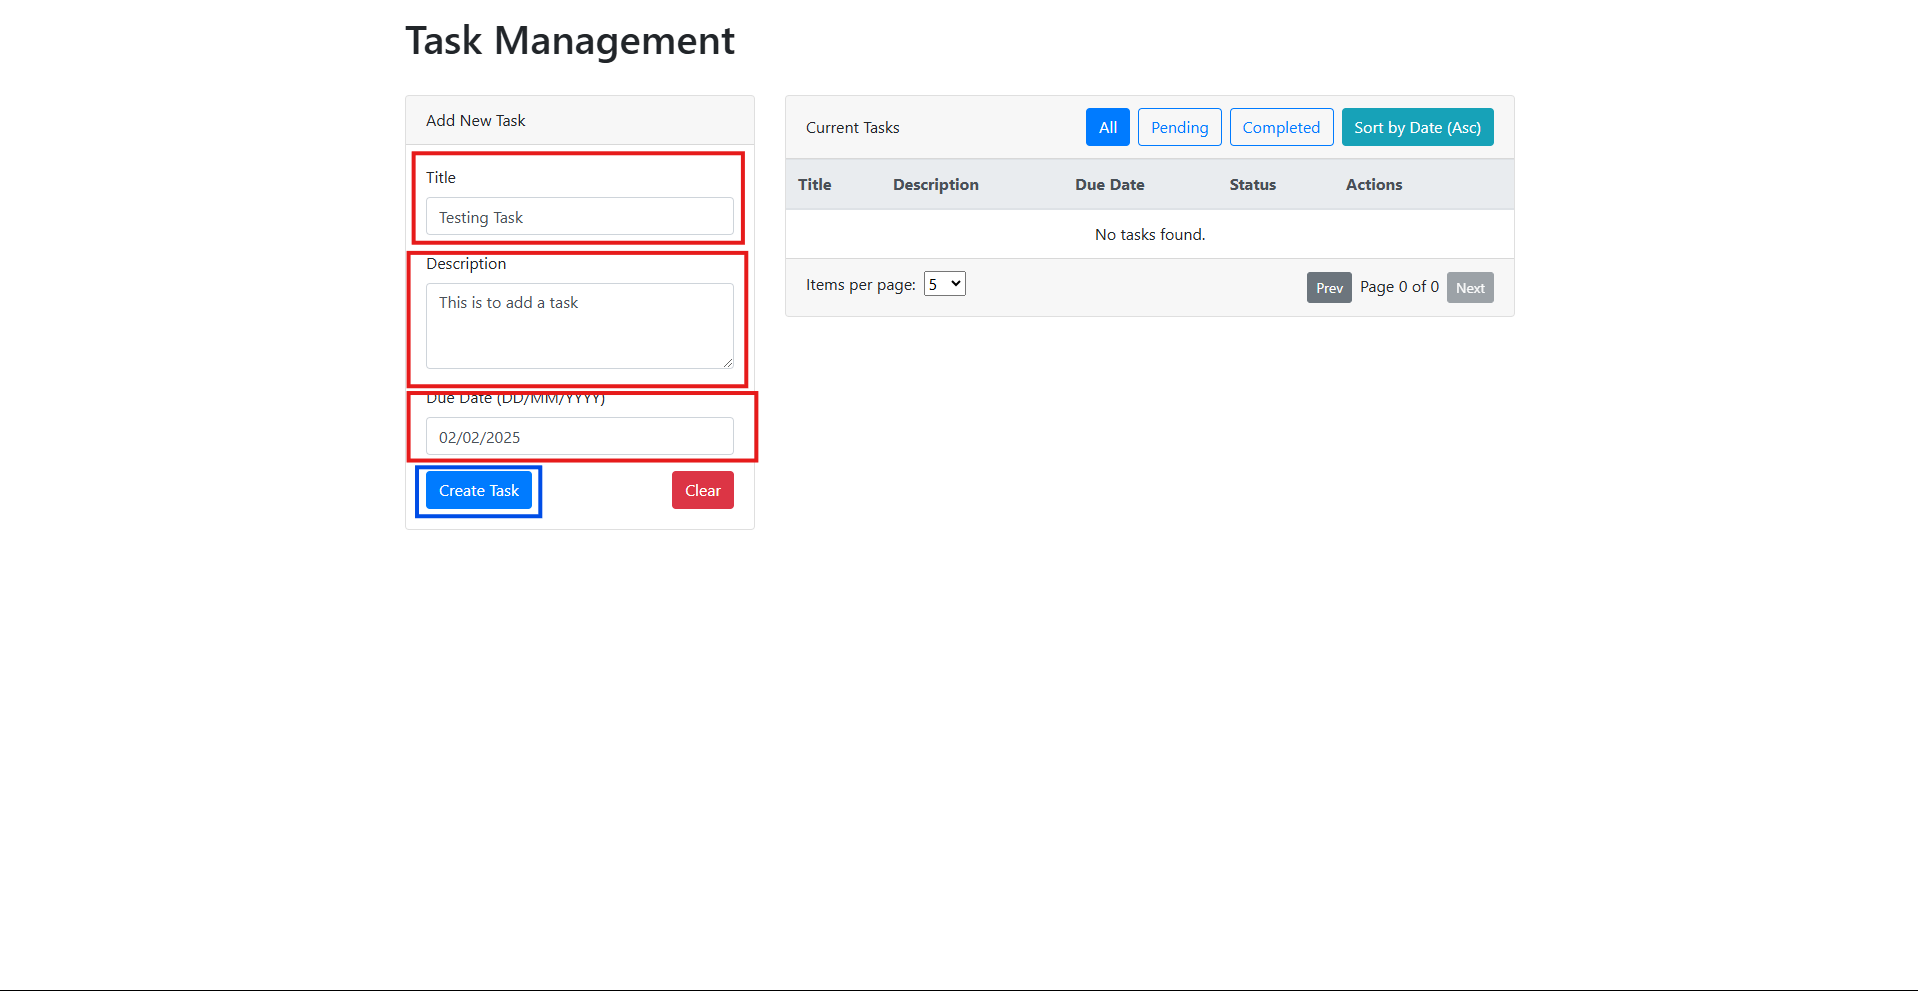 Task Management
Add New Task
Title
Testing Task
Description
This is to add a task
Due Date (DD/MM/YYYY)
02/02/2025
Create Task Clear
Current Tasks All Pending Completed Sort by Date (Asc)
Title Description Due Date Status Actions
No tasks found.
Items per page: 5 Prev Page 0 of 0 Next